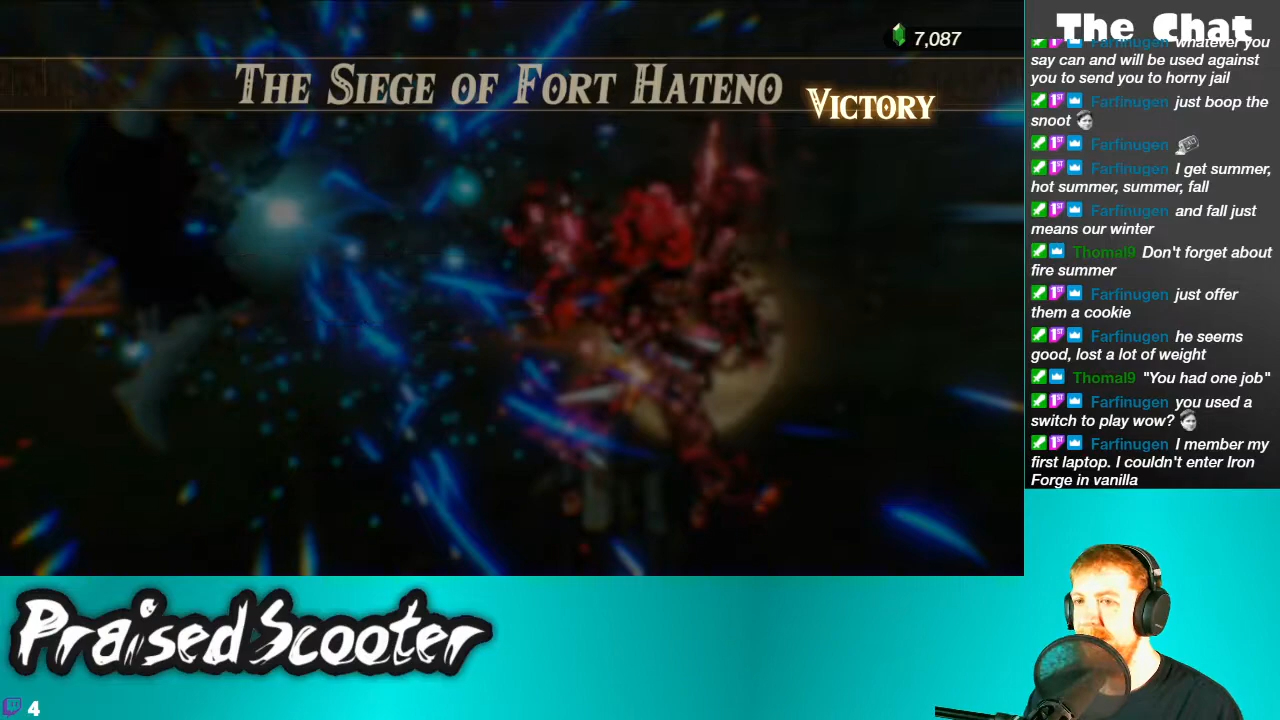 7,087
The Siege of Fort Hateno
Victory
The Chat
Farfinugen whatever you
say can and will be used against
you to send you to horny jail
Farfinugen just boop the
snoot
Farfinugen
Farfinugen I get summer,
hot summer, summer, fall
Farfinugen and fall just
means our winter
Thomal9 Don't forget about
fire summer
Farfinugen just offer
them a cookie
Farfinugen he seems
good, lost a lot of weight
Thomal9 "You had one job"
Farfinugen you used a
switch to play wow?
Farfinugen I member my
first laptop. I couldn't enter Iron
Forge in vanilla
PraisedScooter
4